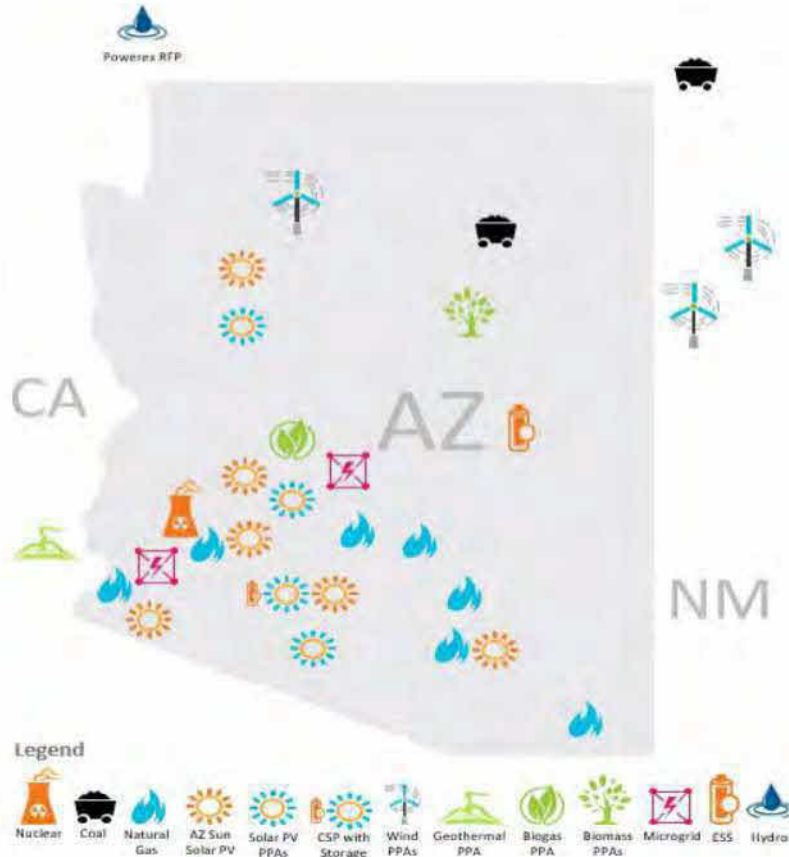 Powerex RFP
CA
AZ
NM
Legend
Nuclear
Coal
Natural
Gas
AZ Sun
Solar PV
Solar PV
PPAs
CSP with
Storage
Wind
PPAs
Geothermal
PPA
Biogas
PPA
Biomass
PPAs
Microgrid
ESS
Hydro